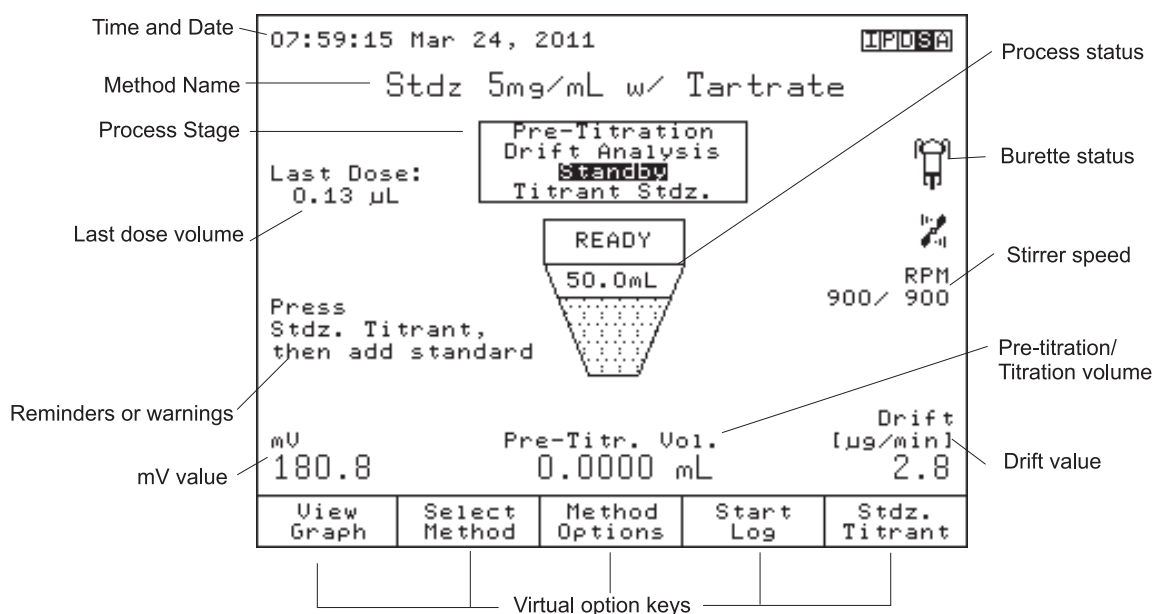 Time and Date
07:59:15 Mar 24, 2011
IPDSA
Process status
Method Name
Stdz 5mg/mL w/ Tartrate
Process Stage
Pre-Titration
Drift Analysis
Standby
Titrant Stdz.
Burette status
Last Dose:
0.13 µL
Last dose volume
READY
50.0mL
Stirrer speed
RPM
900/ 900
Press
Stdz. Titrant,
then add standard
Pre-titration/
Titration volume
Reminders or warnings
mV
180.8
mV value
Pre-Titr. Vol.
0.0000 mL
Drift
[µg/min]
2.8
Drift value
View
Graph
Select
Method
Method
Options
Start
Log
Stdz.
Titrant
Virtual option keys